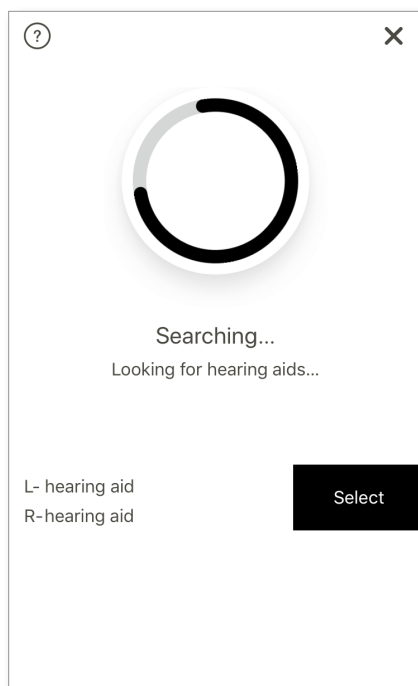 ?
Searching...
Looking for hearing aids...
L- hearing aid
R-hearing aid
Select